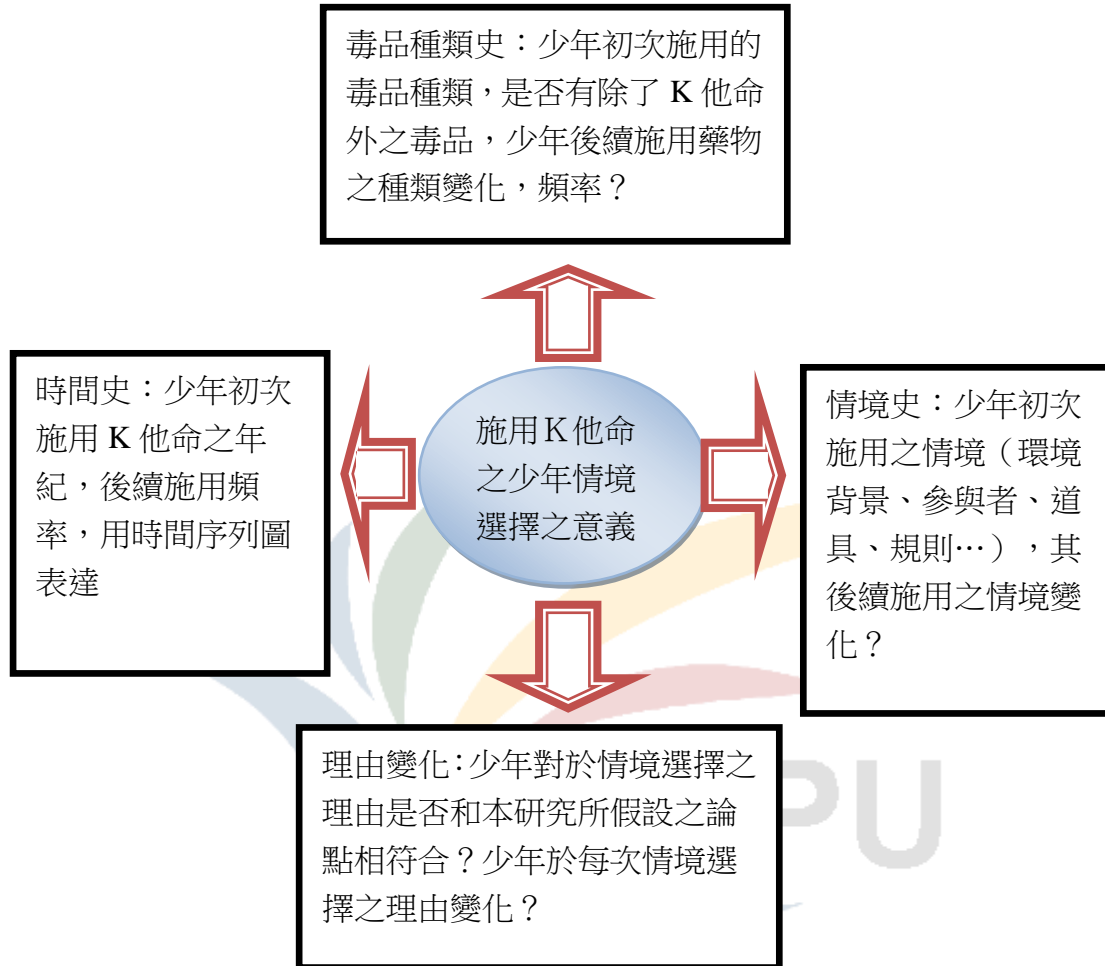 毒品種類史：少年初次施用的
毒品種類，是否有除了 K 他命
外之毒品，少年後續施用藥物
之種類變化，頻率？
時間史：少年初次
施用 K 他命之年
紀，後續施用頻
率，用時間序列圖
表達
施用Ｋ他命
之少年情境
選擇之意義
情境史：少年初次
施用之情境（環境
背景、參與者、道
具、規則…），其
後續施用之情境變
化？
理由變化：少年對於情境選擇之
理由是否和本研究所假設之論
點相符合？少年於每次情境選
擇之理由變化？
PU